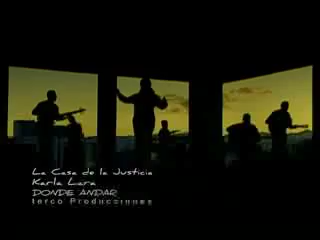 La Casa de la Justicia
Karla Lara
DONDE ANDAR
terco Producciones